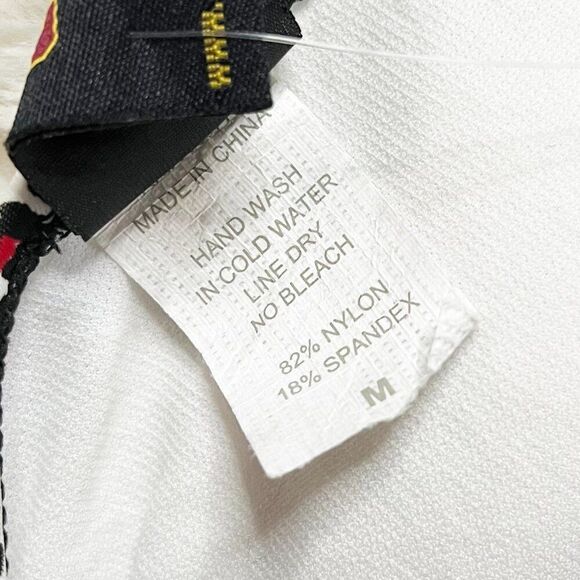 MADE IN CHINA
HAND WASH
IN COLD WATER
LINE DRY
NO BLEACH
82% NYLON
18% SPANDEX
M